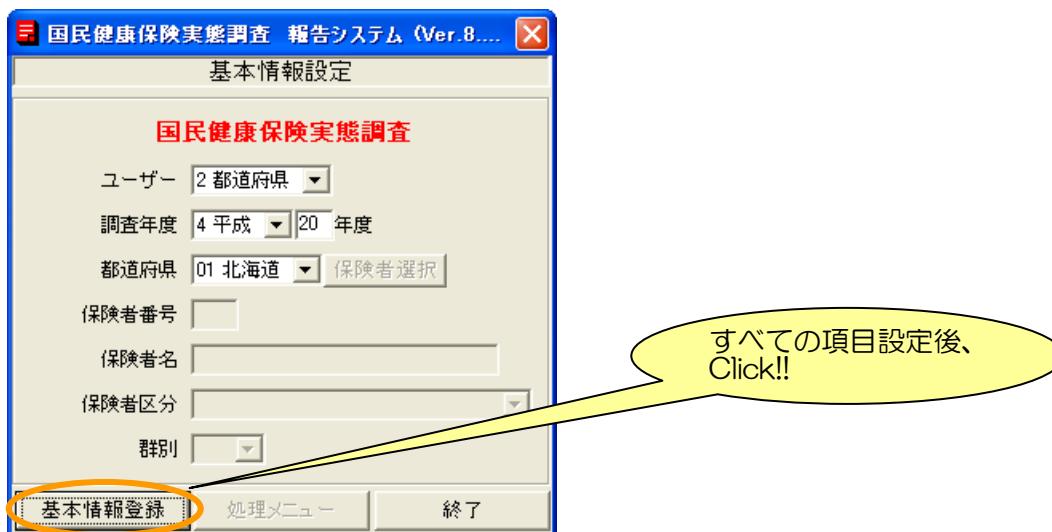 国民健康保険実態調査 報告システム (Ver.8....
基本情報設定
国民健康保険実態調査
ユーザー 2 都道府県
調査年度 4 平成 20 年度
都道府県 01 北海道 保険者選択
保険者番号
保険者名
保険者区分
群別
基本情報登録 処理メニュー 終了
すべての項目設定後、
Click!!